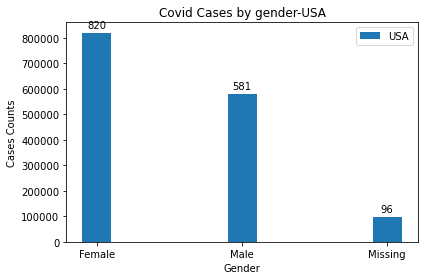 Covid Cases by gender-USA
820
USA
800000
700000
600000
581
500000
400000
300000
200000
96
100000
0
Cases Counts
Female
Male
Missing
Gender